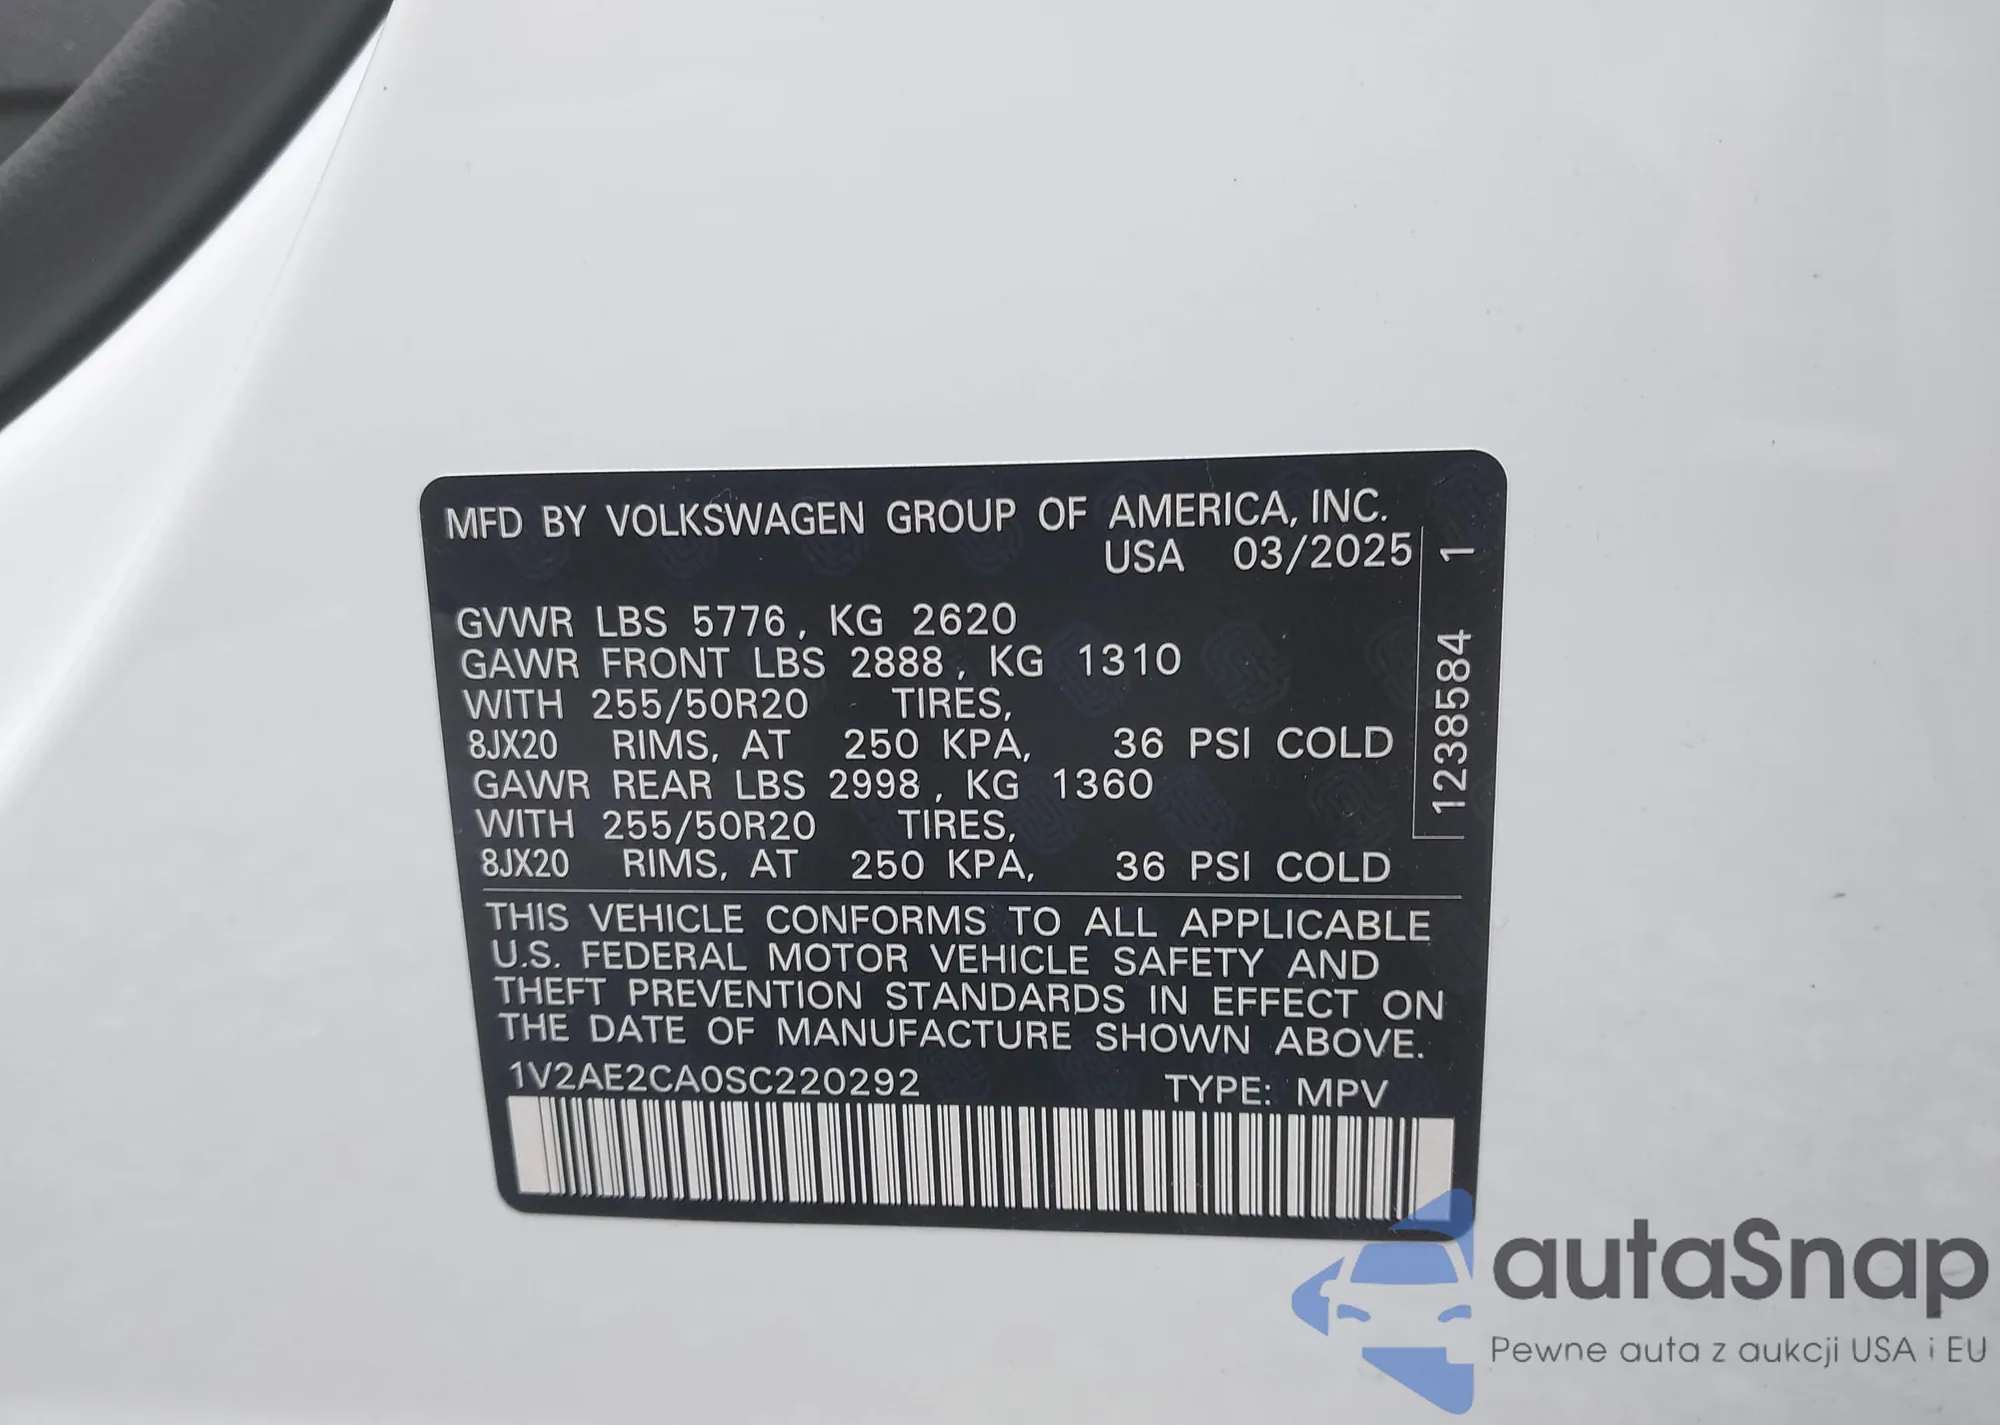 MFD BY VOLKSWAGEN GROUP OF AMERICA, INC.
USA 03/2025
GVWR LBS 5776, KG 2620
GAWR FRONT LBS 2888, KG 1310
WITH 255/50R20 TIRES,
8JX20 RIMS, AT 250 KPA, 36 PSI COLD
GAWR REAR LBS 2998, KG 1360
WITH 255/50R20 TIRES,
8JX20 RIMS, AT 250 KPA, 36 PSI COLD
THIS VEHICLE CONFORMS TO ALL APPLICABLE
U.S. FEDERAL MOTOR VEHICLE SAFETY AND
THEFT PREVENTION STANDARDS IN EFFECT ON
THE DATE OF MANUFACTURE SHOWN ABOVE.
1V2AE2CA0SC220292 TYPE: MPV
1238584 1
autaSnap
Pewne auta z aukcji USA i EU